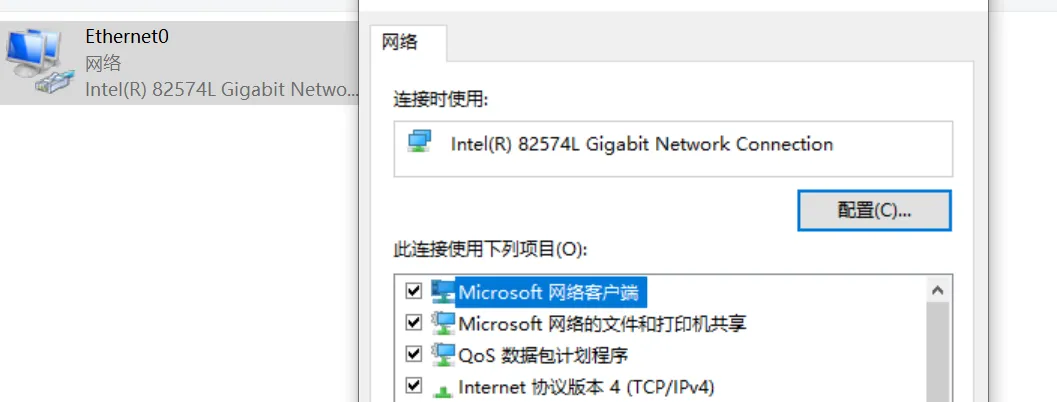 Ethernet0
网络
Intel(R) 82574L Gigabit Netwo...
网络
连接时使用:
Intel(R) 82574L Gigabit Network Connection
配置(C)...
此连接使用下列项目(O):
Microsoft 网络客户端
Microsoft 网络的文件和打印机共享
QoS 数据包计划程序
Internet 协议版本 4 (TCP/IPv4)